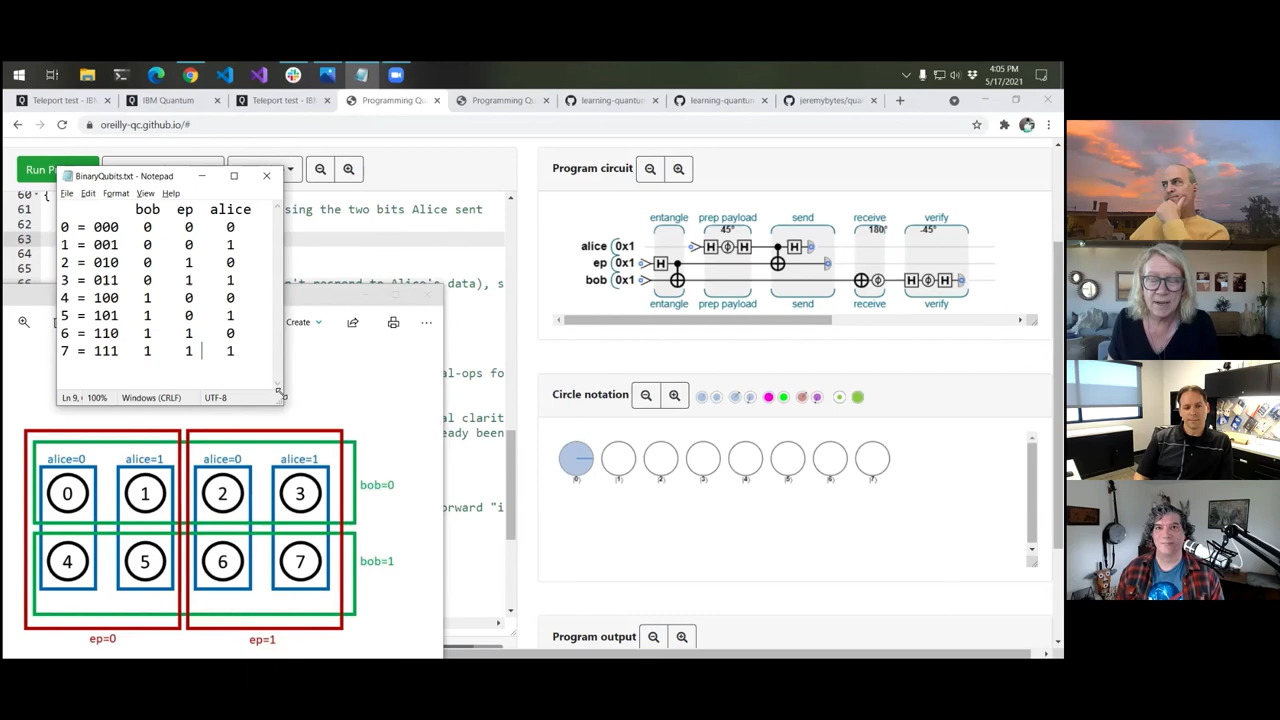 4:05 PM
5/17/2021
Teleport test - IBM
IBM Quantum
Teleport test - IBM
Programming Qu
Programming Q
learning-quantum
learning-quantum
jeremybytes/qua
oreilly-qc.github.io/#
Run P
BinaryQubits.txt - Notepad
File Edit Format View Help
bob ep alice
0 = 000 0 0 0
1 = 001 0 0 1
2 = 010 0 1 0
3 = 011 0 1 1
4 = 100 1 0 0
5 = 101 1 0 1
6 = 110 1 1 0
7 = 111 1 1 1
Ln 9, 100% Windows (CRLF) UTF-8
60 {
61 sing the two bits Alice sent
62
63
64
65
't respond to Alice's data), s
Create
al-ops fo
al clarit
eady been
forward "i
alice=0 alice=1 alice=0 alice=1
0 1 2 3 bob=0
4 5 6 7 bob=1
ep=0 ep=1
Program circuit
entangle prep payload send receive verify
45° 180° -45°
alice 0x1 H H H
ep 0x1 H
bob 0x1 H H
entangle prep payload send receive verify
Circle notation
|0⟩ |1⟩ |2⟩ |3⟩ |4⟩ |5⟩ |6⟩ |7⟩
Program output